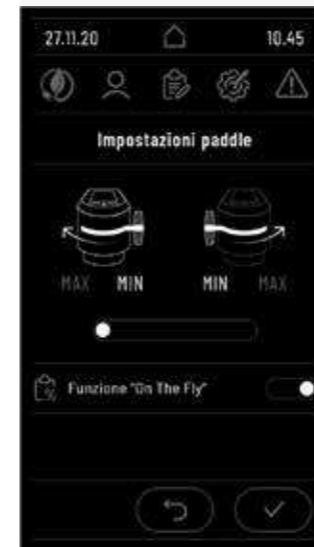 27.11.20 10.45
Impostazioni paddle
MAX MIN MIN MAX
Funzione "On The Fly"